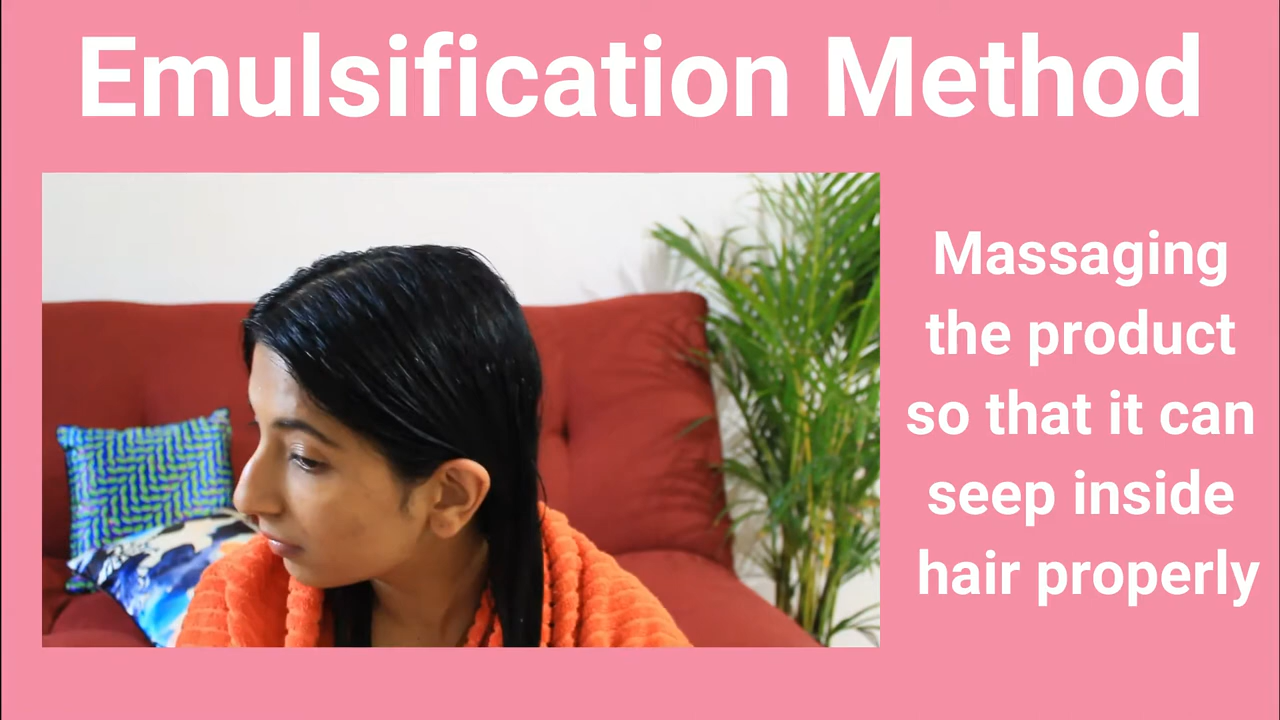 Emulsification Method
Massaging
the product
so that it can
seep inside
hair properly